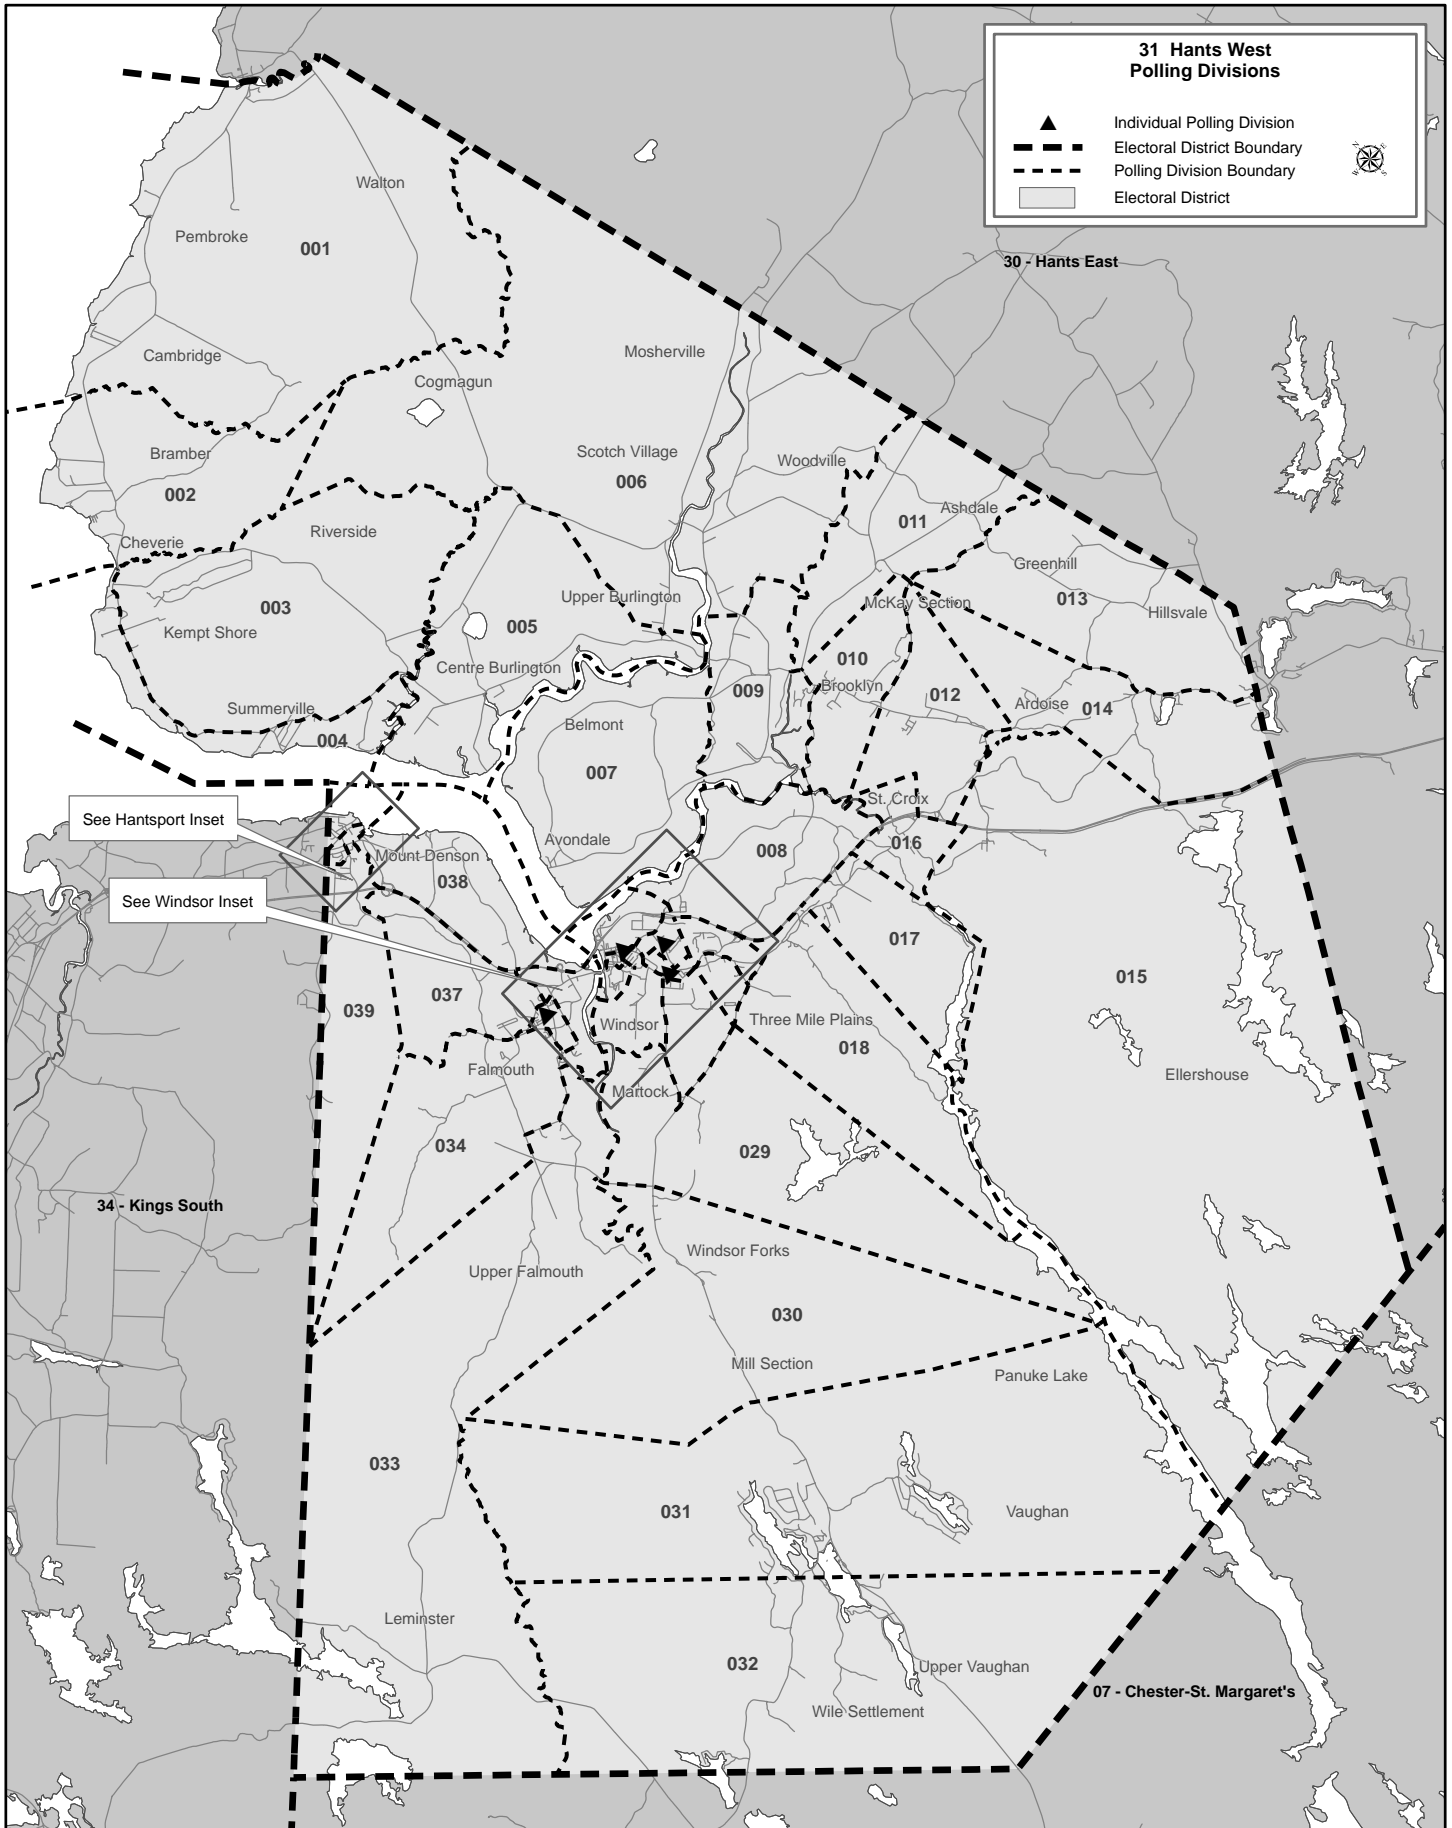 31 Hants West
Polling Divisions
Individual Polling Division
Electoral District Boundary
Polling Division Boundary
Electoral District
N
E
W
S
Walton
Pembroke
001
30 - Hants East
Mosherville
Cambridge
Cogmagun
Bramber
Scotch Village
Woodville
006
002
Ashdale
011
Riverside
Cheverie
Greenhill
Upper Burlington
McKay Section
013
003
Hillsvale
005
Kempt Shore
010
Centre Burlington
Brooklyn
009
012
Ardoise
014
Summerville
Belmont
004
007
St. Croix
See Hantsport Inset
Avondale
016
008
Mount Denson
038
See Windsor Inset
017
015
037
039
Three Mile Plains
Windsor
018
Falmouth
Ellershouse
Martock
034
029
34 - Kings South
Windsor Forks
Upper Falmouth
030
Mill Section
Panuke Lake
033
031
Vaughan
Leminster
032
Upper Vaughan
07 - Chester-St. Margaret's
Wile Settlement